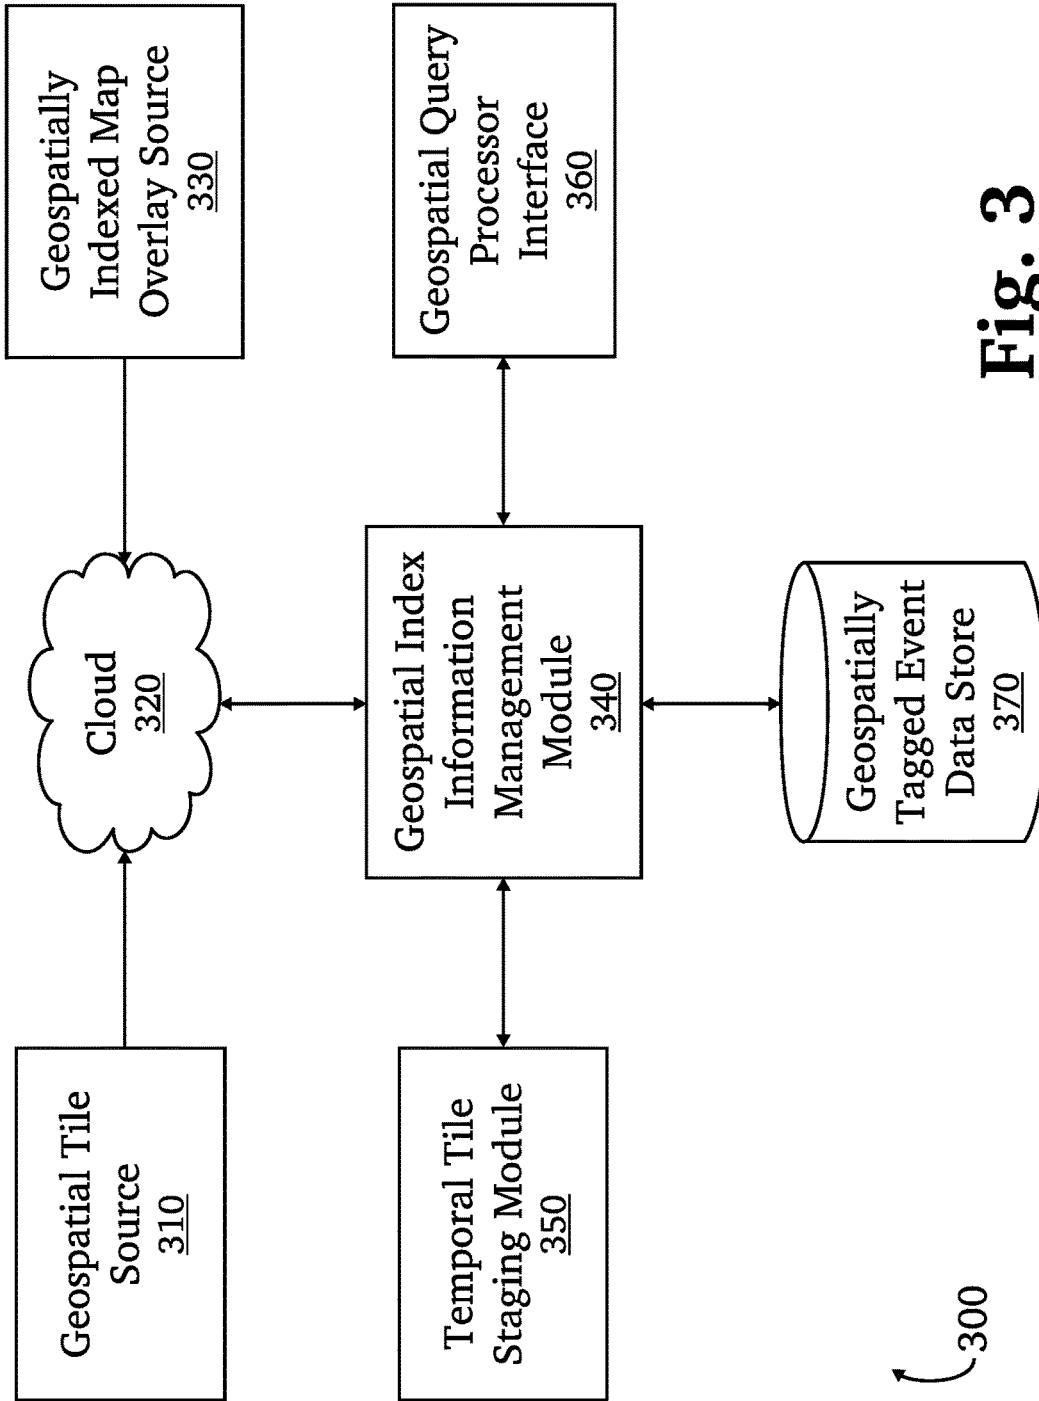 Geospatial Tile
Source
310
Cloud
320
Geospatially
Indexed Map
Overlay Source
330
Temporal Tile
Staging Module
350
Geospatial Index
Information
Management
Module
340
Geospatial Query
Processor
Interface
360
Geospatially
Tagged Event
Data Store
370
300
Fig. 3